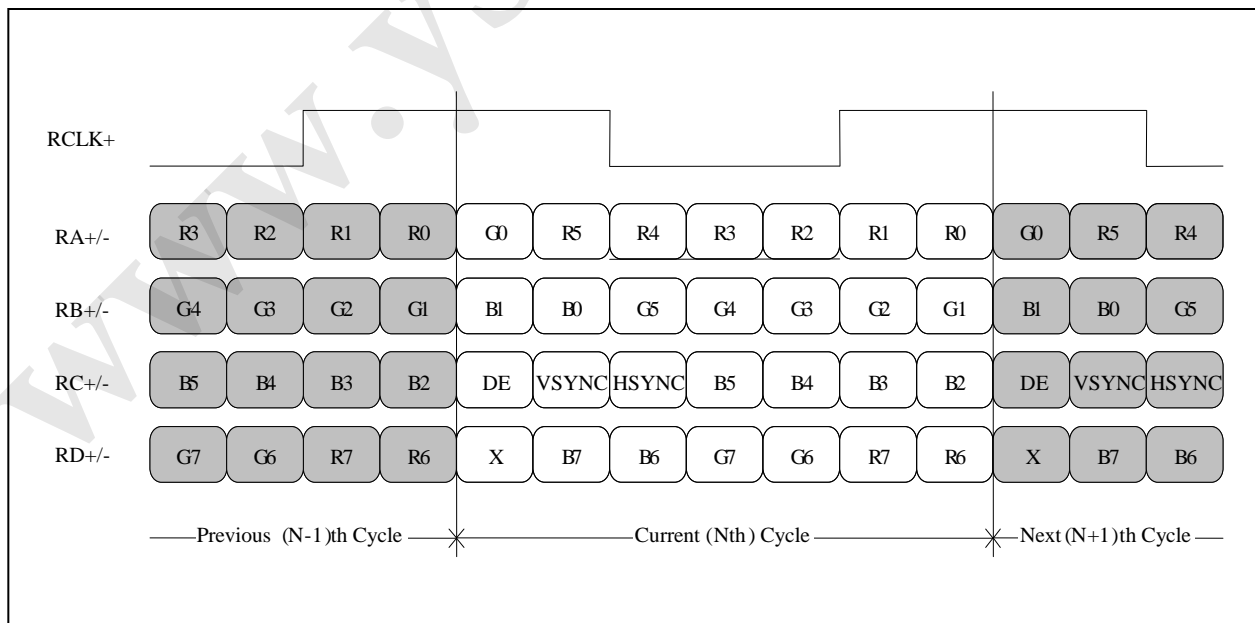 RCLK+
RA+/- R3 R2 R1 R0 G0 R5 R4 R3 R2 R1 R0 G0 R5 R4
RB+/- G4 G3 G2 G1 B1 B0 G5 G4 G3 G2 G1 B1 B0 G5
RC+/- B5 B4 B3 B2 DE VSYNC HSYNC B5 B4 B3 B2 DE VSYNC HSYNC
RD+/- G7 G6 R7 R6 X B7 B6 G7 G6 R7 R6 X B7 B6
Previous (N-1)th Cycle Current (Nth) Cycle Next (N+1)th Cycle
www.y